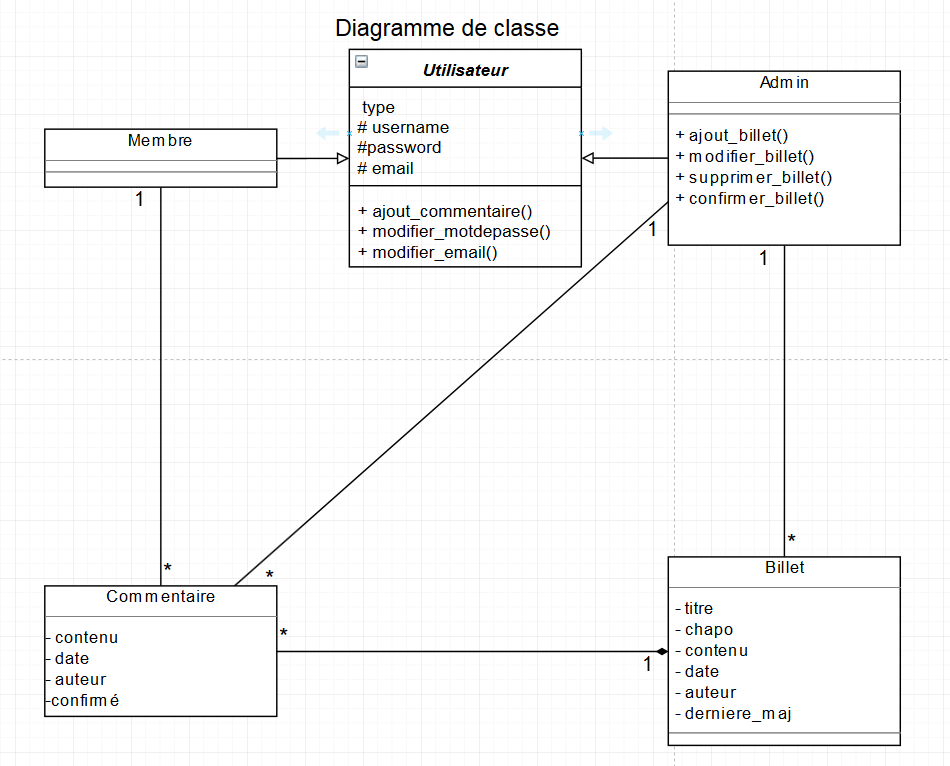 Diagramme de classe
Utilisateur
type
# username
#password
# email
+ ajout_commentaire()
+ modifier_motdepasse()
+ modifier_email()
Admin
+ ajout_billet()
+ modifier_billet()
+ supprimer_billet()
+ confirmer_billet()
Membre
1
1
1
*
*
*
*
1
Commentaire
- contenu
- date
- auteur
-confirmé
Billet
- titre
- chapo
- contenu
- date
- auteur
- derniere_maj